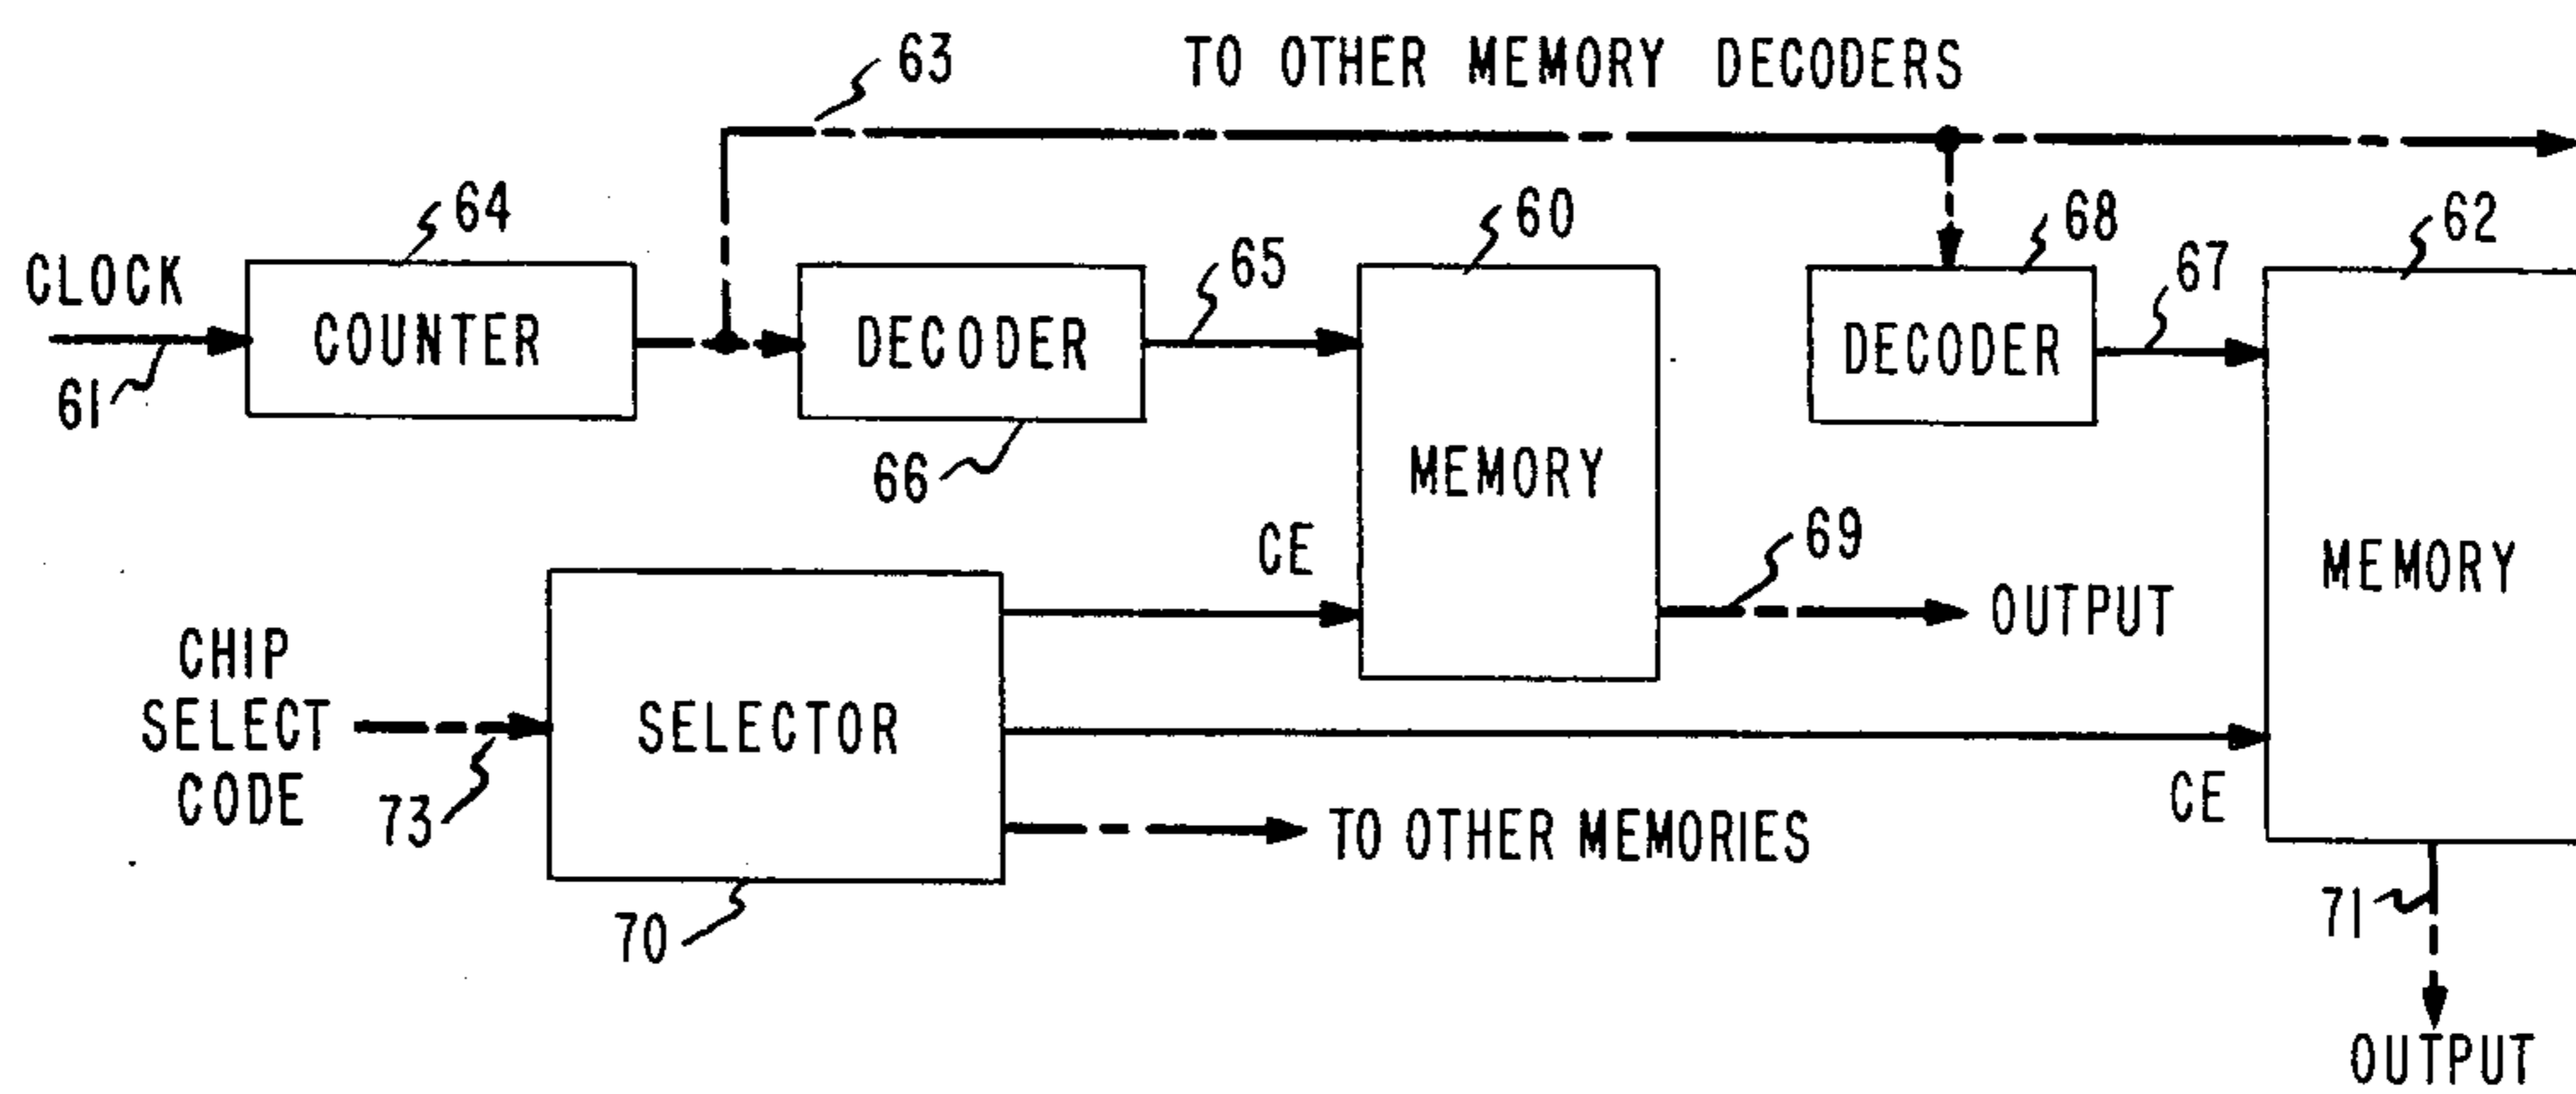 63
TO OTHER MEMORY DECODERS
64
60
68
62
CLOCK
65
67
COUNTER
DECODER
DECODER
61
66
MEMORY
CE
69
MEMORY
OUTPUT
CHIP
SELECT
CODE
73
SELECTOR
CE
TO OTHER MEMORIES
70
71
OUTPUT